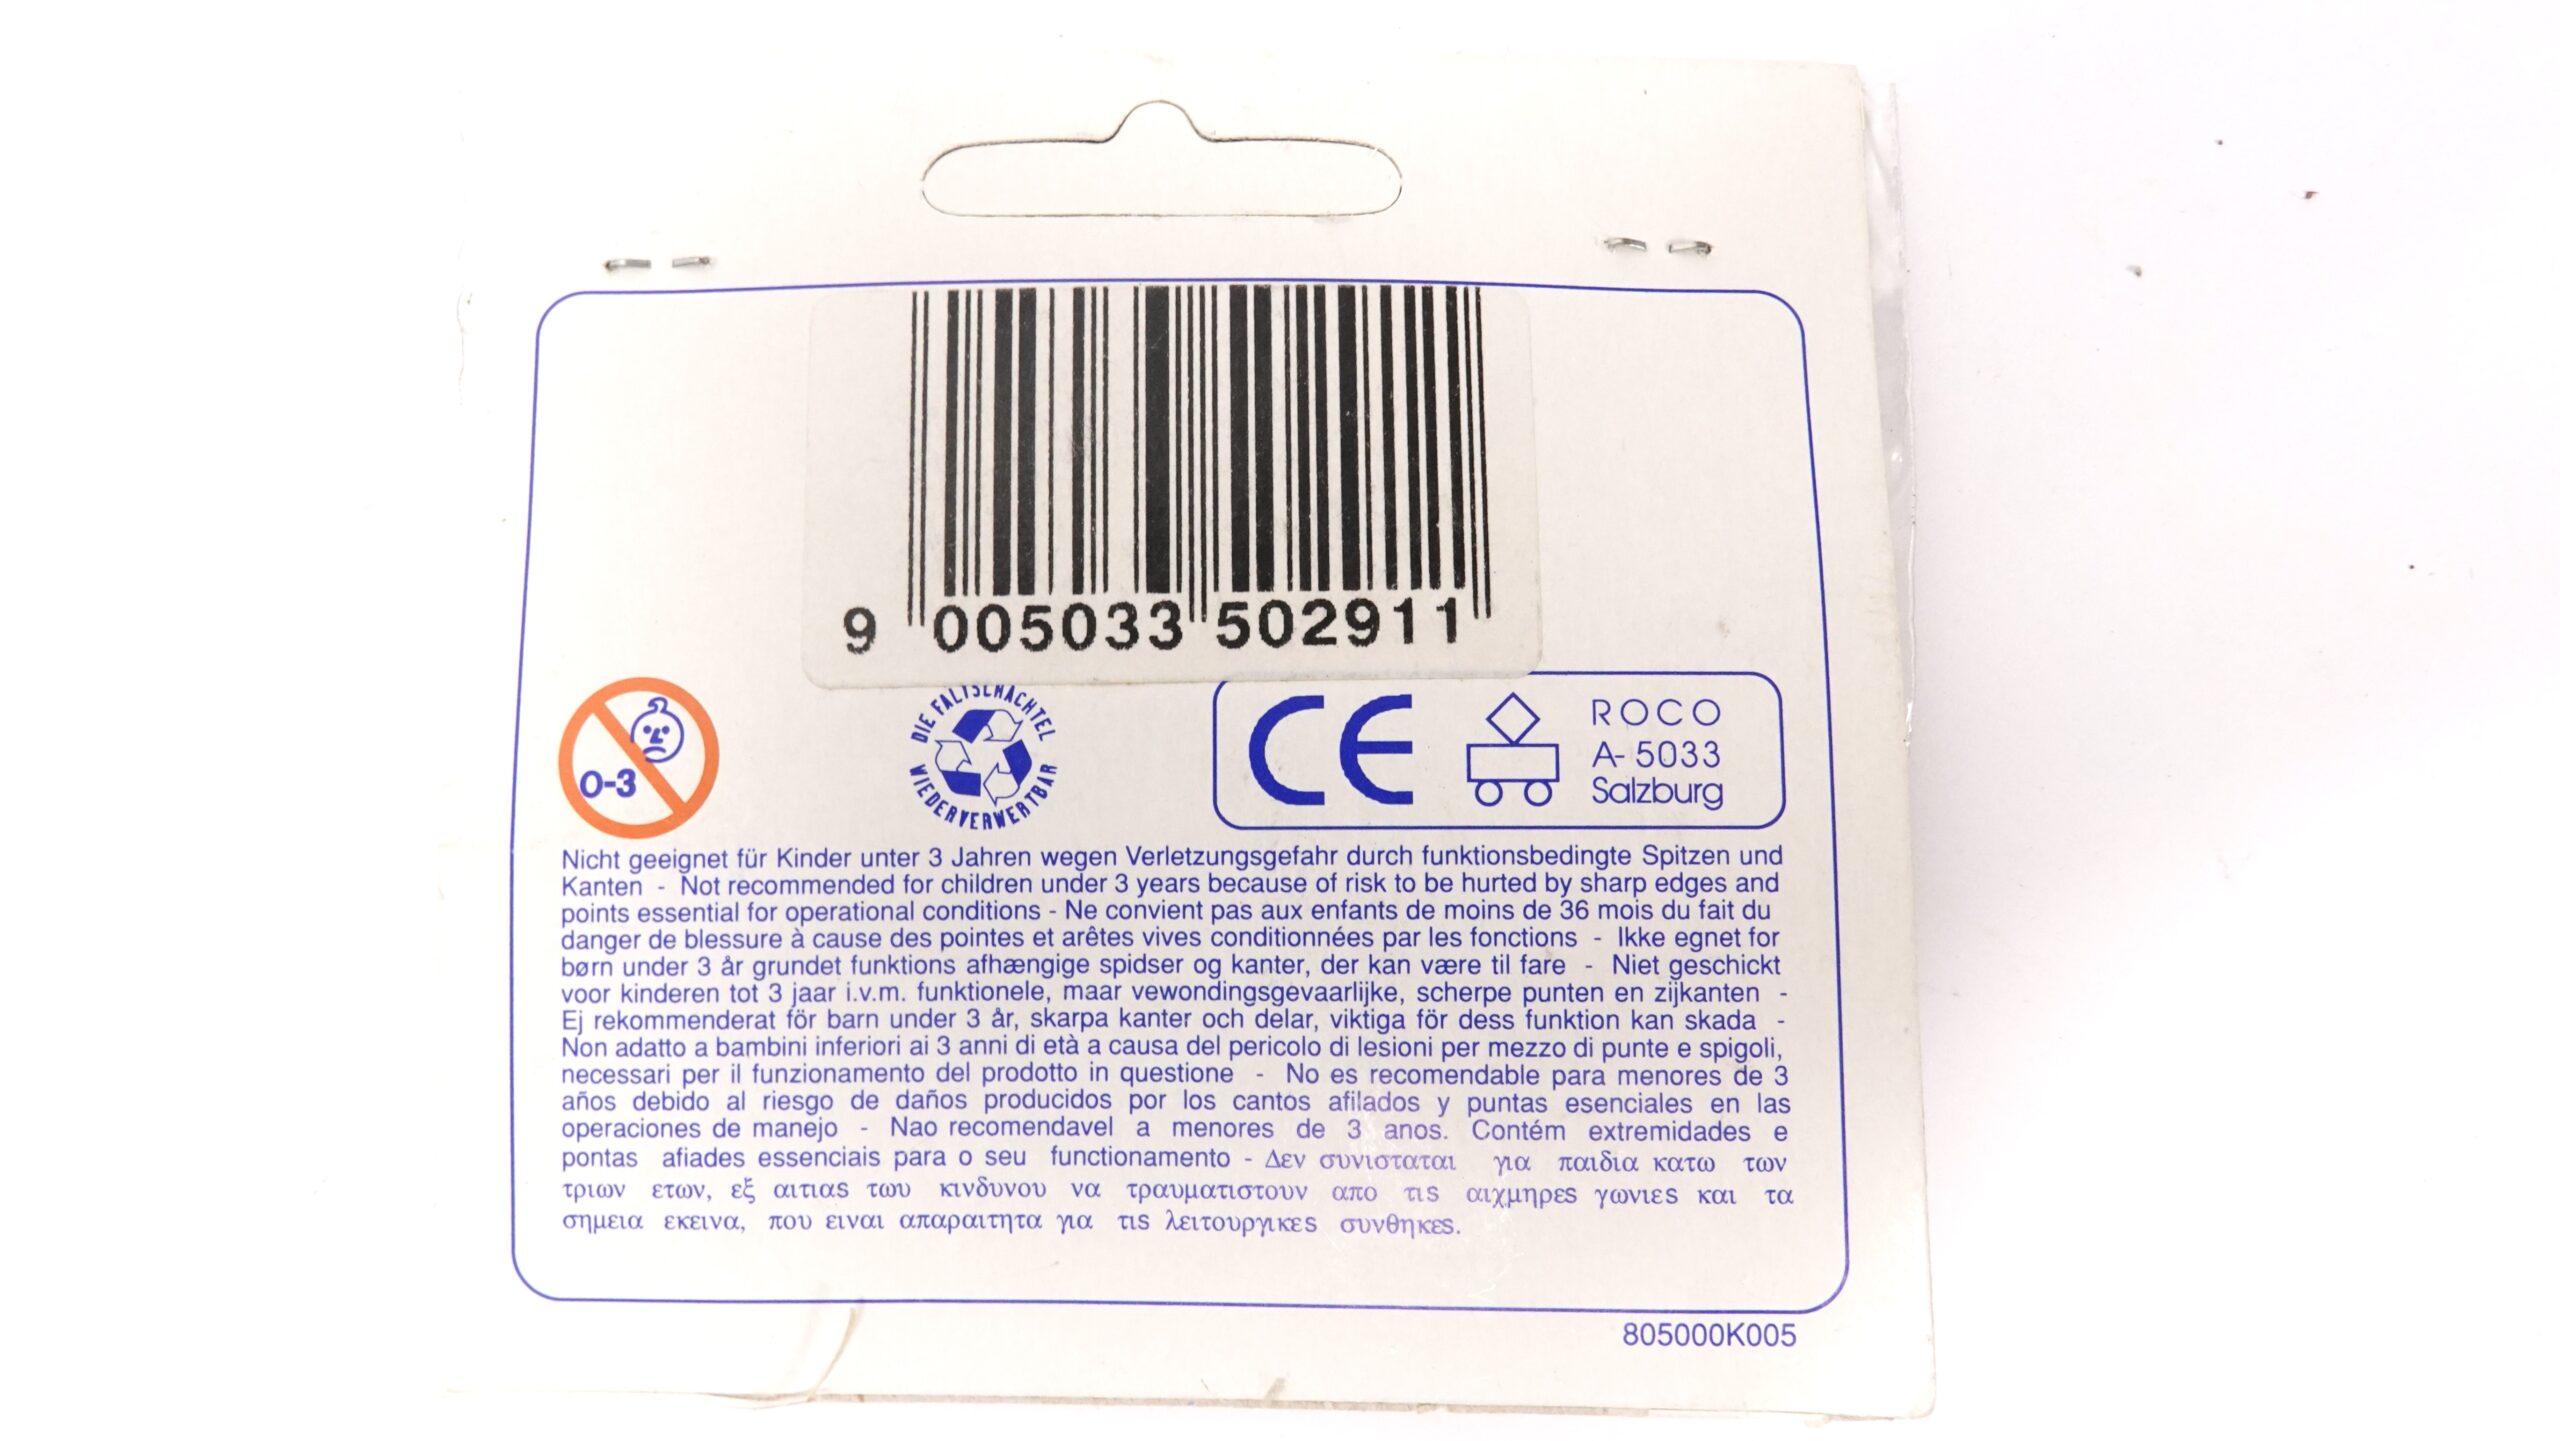 9 005033 502911
0-3
DIE FALTSCHACHTEL
WIEDERVERWERTBAR
CE
ROCO
A- 5033
Salzburg
Nicht geeignet für Kinder unter 3 Jahren wegen Verletzungsgefahr durch funktionsbedingte Spitzen und
Kanten - Not recommended for children under 3 years because of risk to be hurted by sharp edges and
points essential for operational conditions - Ne convient pas aux enfants de moins de 36 mois du fait du
danger de blessure à cause des pointes et arêtes vives conditionnées par les fonctions - Ikke egnet for
børn under 3 år grundet funktions afhængige spidser og kanter, der kan være til fare - Niet geschickt
voor kinderen tot 3 jaar i.v.m. funktionele, maar vewondingsgevaarlijke, scherpe punten en zijkanten -
Ej rekommenderat för barn under 3 år, skarpa kanter och delar, viktiga för dess funktion kan skada -
Non adatto a bambini inferiori ai 3 anni di età a causa del pericolo di lesioni per mezzo di punte e spigoli,
necessari per il funzionamento del prodotto in questione - No es recomendable para menores de 3
años debido al riesgo de daños producidos por los cantos afilados y puntas esenciales en las
operaciones de manejo - Nao recomendavel a menores de 3 anos. Contém extremidades e
pontas afiades essenciais para o seu functionamento - Δεν συνισταται για παιδια κατω των
τριων ετων, εξ αιτιας του κινδυνου να τραυματιστουν απο τις αιχμηρες γωνιες και τα
σημεια εκεινα, που ειναι απαραιτητα για τις λειτουργικες συνθηκες.
805000K005